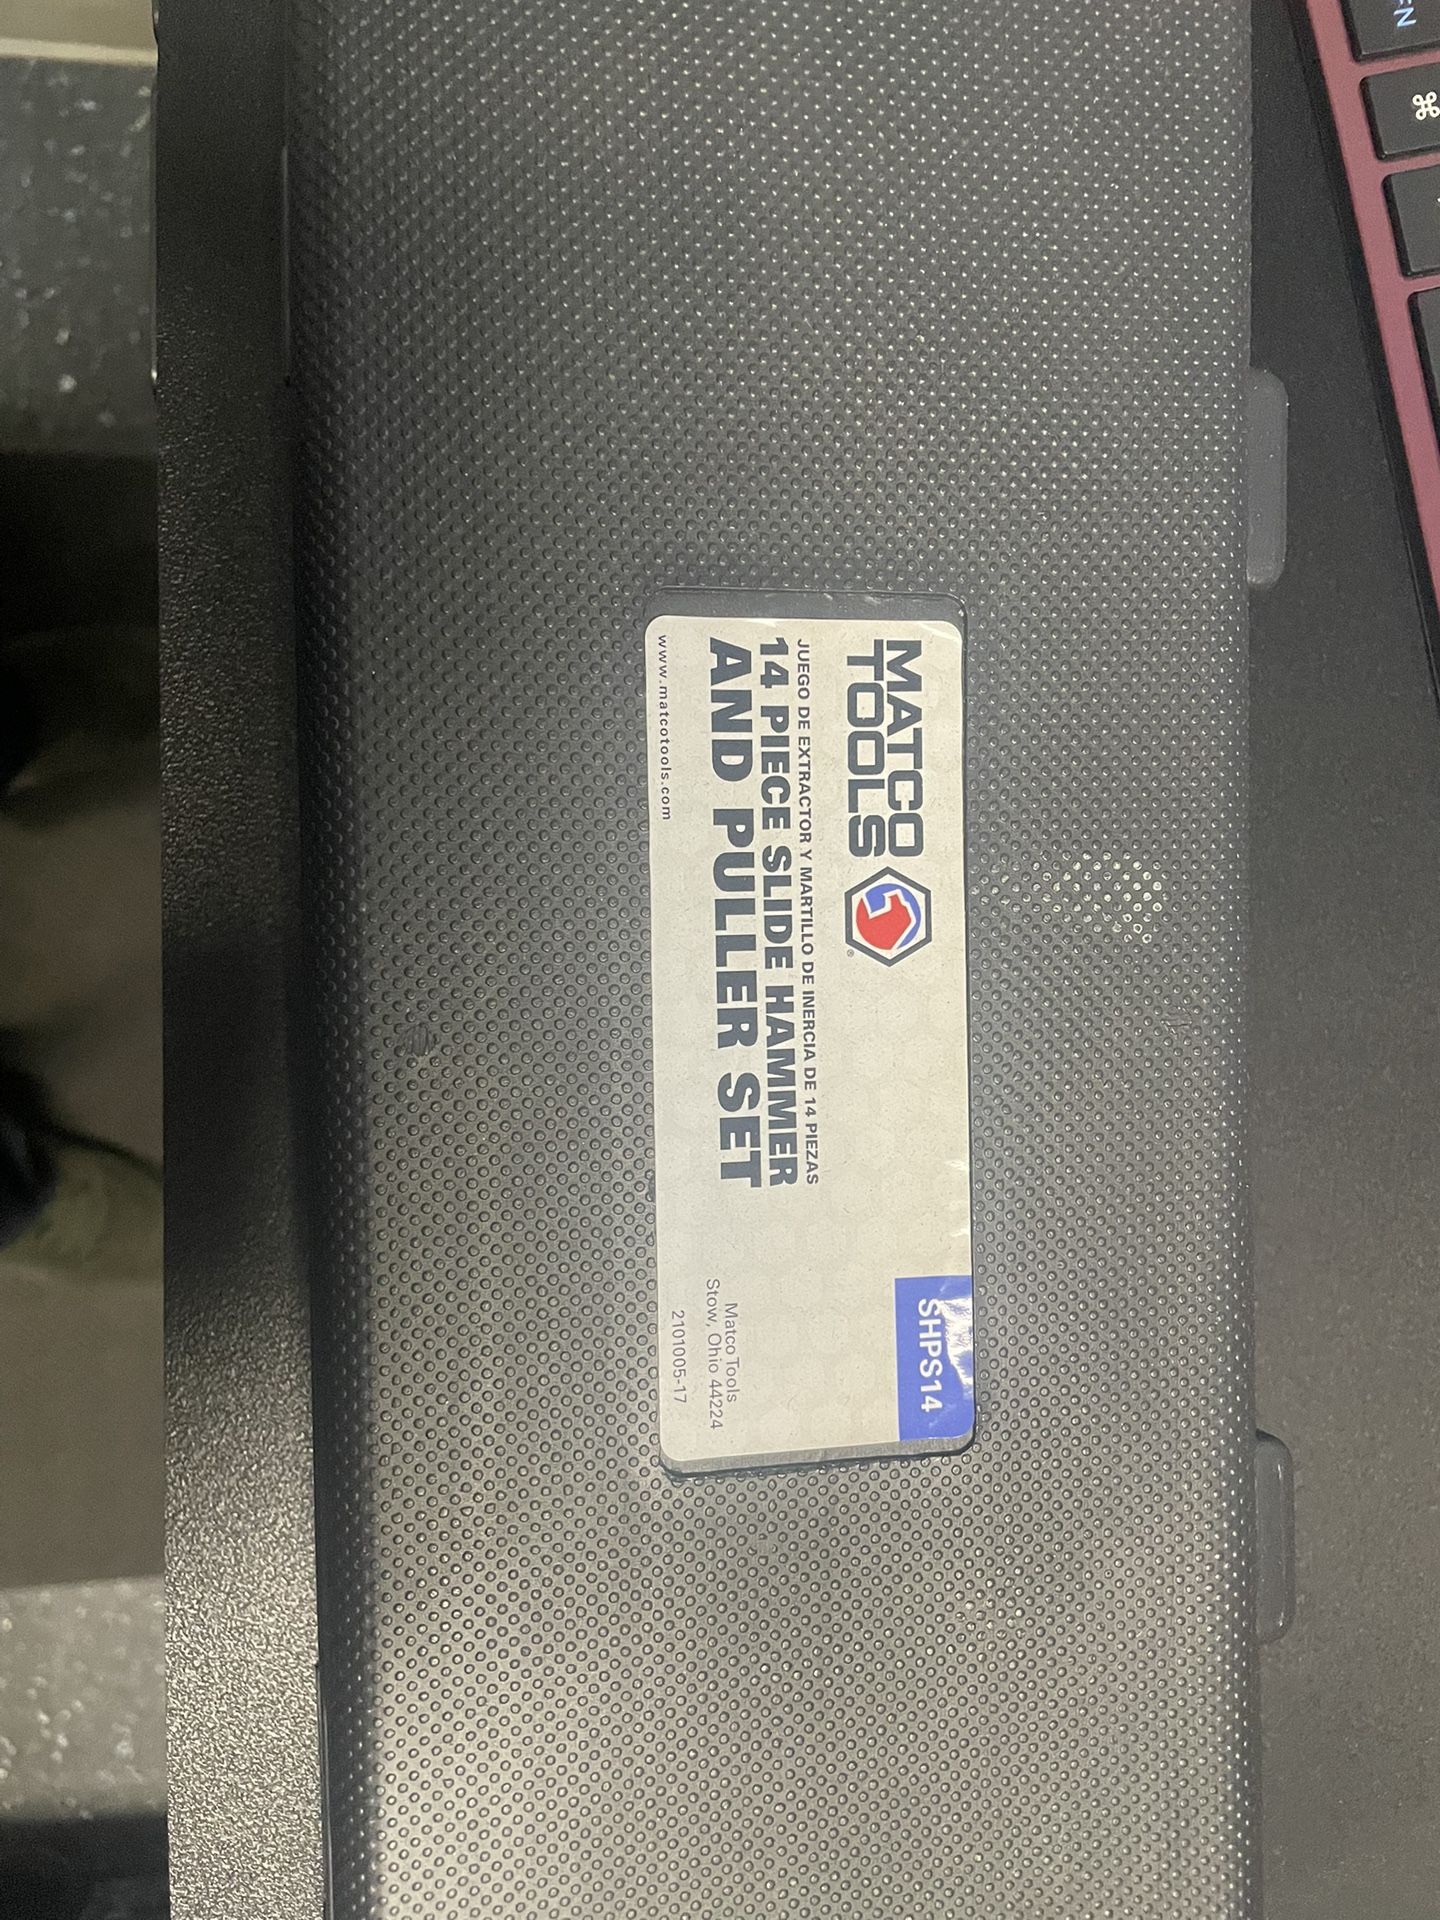 MATCO
TOOLS
®
SHPS14
JUEGO DE EXTRACTOR Y MARTILLO DE INERCIA DE 14 PIEZAS
14 PIECE SLIDE HAMMER
AND PULLER SET
Matco Tools
Stow, Ohio 44224
www.matcotools.com
2101005-17
FN
⌘